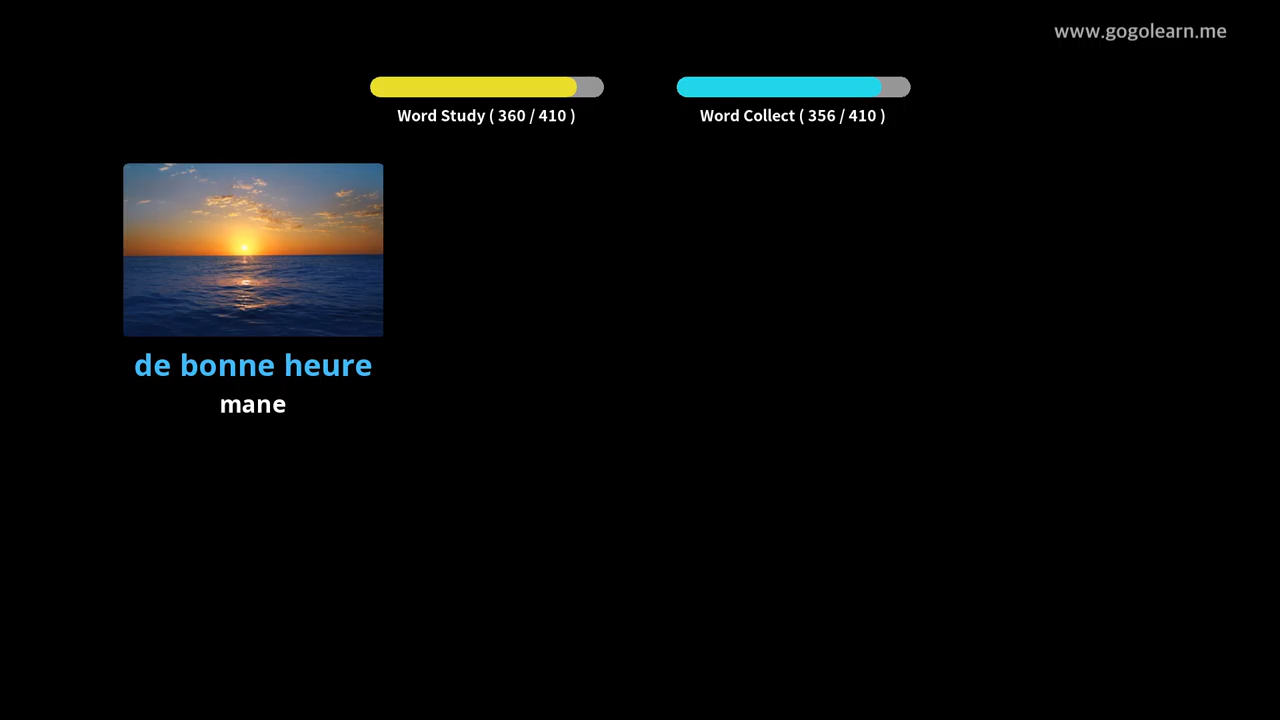 www.gogolearn.me
Word Study ( 360 / 410 )
Word Collect ( 356 / 410 )
de bonne heure
mane